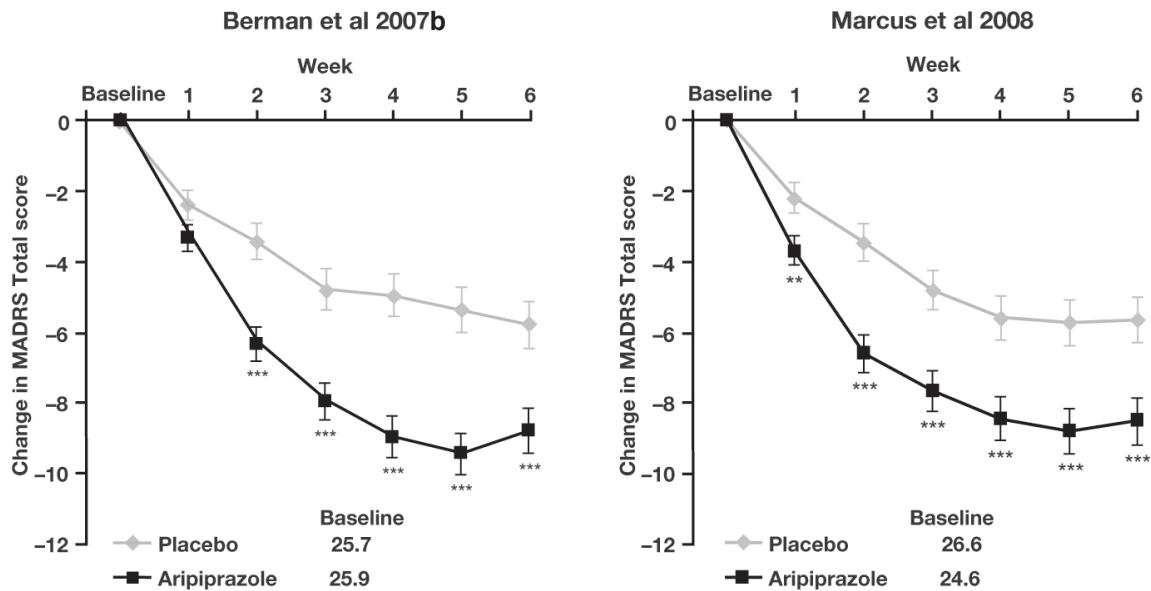 Berman et al 2007b
Week
Baseline 1 2 3 4 5 6
Change in MADRS Total score
0
−2
−4
−6
−8
−10
−12
***
***
***
***
***
Baseline
Placebo 25.7
Aripiprazole 25.9
Marcus et al 2008
Week
Baseline 1 2 3 4 5 6
Change in MADRS Total score
0
−2
−4
−6
−8
−10
−12
**
***
***
***
***
***
Baseline
Placebo 26.6
Aripiprazole 24.6